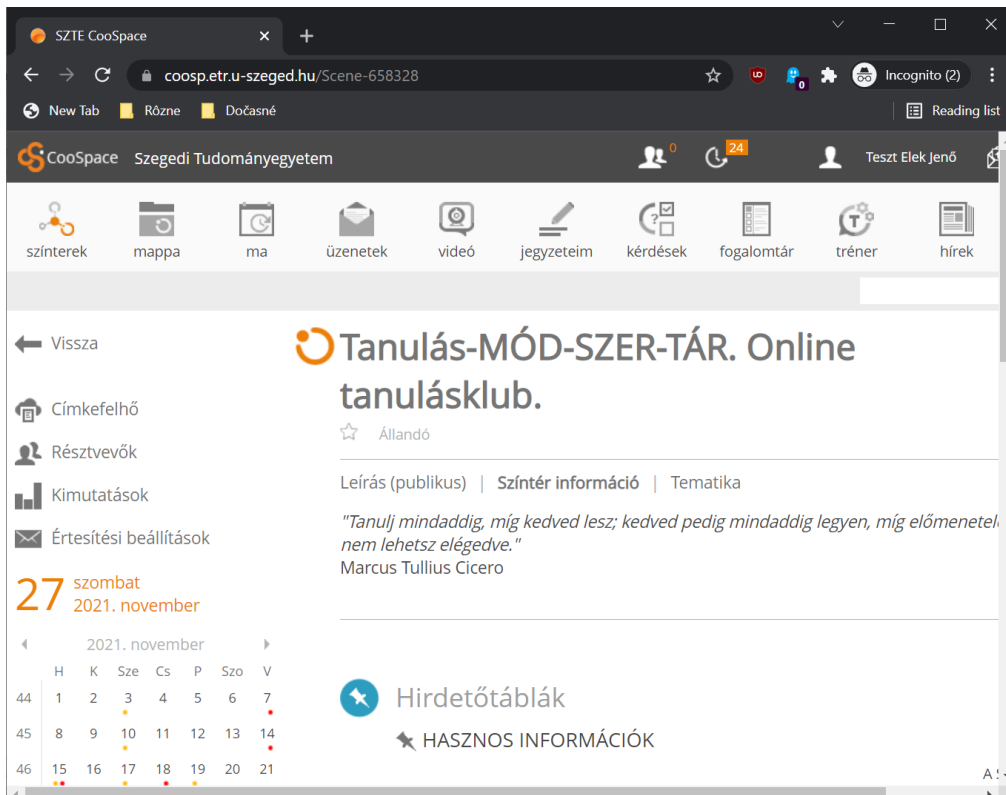 SZTE CooSpace
coosp.etr.u-szeged.hu/Scene-658328
0
Incognito (2)
New Tab
Rôzne
Dočasné
Reading list
CooSpace
Szegedi Tudományegyetem
0
24
Teszt Elek Jenő
színterek
mappa
ma
üzenetek
videó
jegyzeteim
kérdések
fogalomtár
tréner
hírek
Vissza
Címkefelhő
Résztvevők
Kimutatások
Értesítési beállítások
27 szombat
2021. november
2021. november
H K Sze Cs P Szo V
44 1 2 3 4 5 6 7
45 8 9 10 11 12 13 14
46 15 16 17 18 19 20 21
Tanulás-MÓD-SZER-TÁR. Online
tanulásklub.
Állandó
Leírás (publikus) | Színtér információ | Tematika
"Tanulj mindaddig, míg kedved lesz; kedved pedig mindaddig legyen, míg
nem lehetsz elégedve."
Marcus Tullius Cicero
Hirdetőtáblák
HASZNOS INFORMÁCIÓK